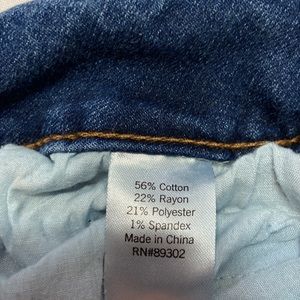 56% Cotton
22% Rayon
21% Polyester
1% Spandex
Made in China
RN#89302